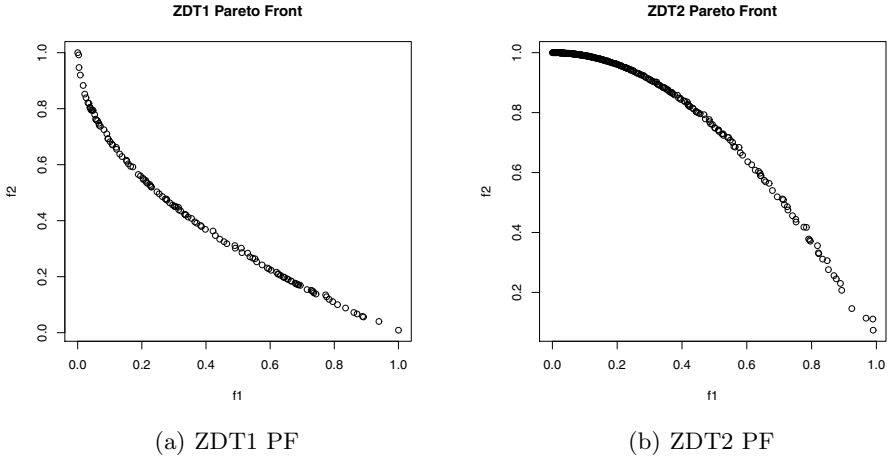 ZDT1 Pareto Front
f2
0.0 0.2 0.4 0.6 0.8 1.0
0.0 0.2 0.4 0.6 0.8 1.0
f1
(a) ZDT1 PF
ZDT2 Pareto Front
f2
0.2 0.4 0.6 0.8 1.0
0.0 0.2 0.4 0.6 0.8 1.0
f1
(b) ZDT2 PF